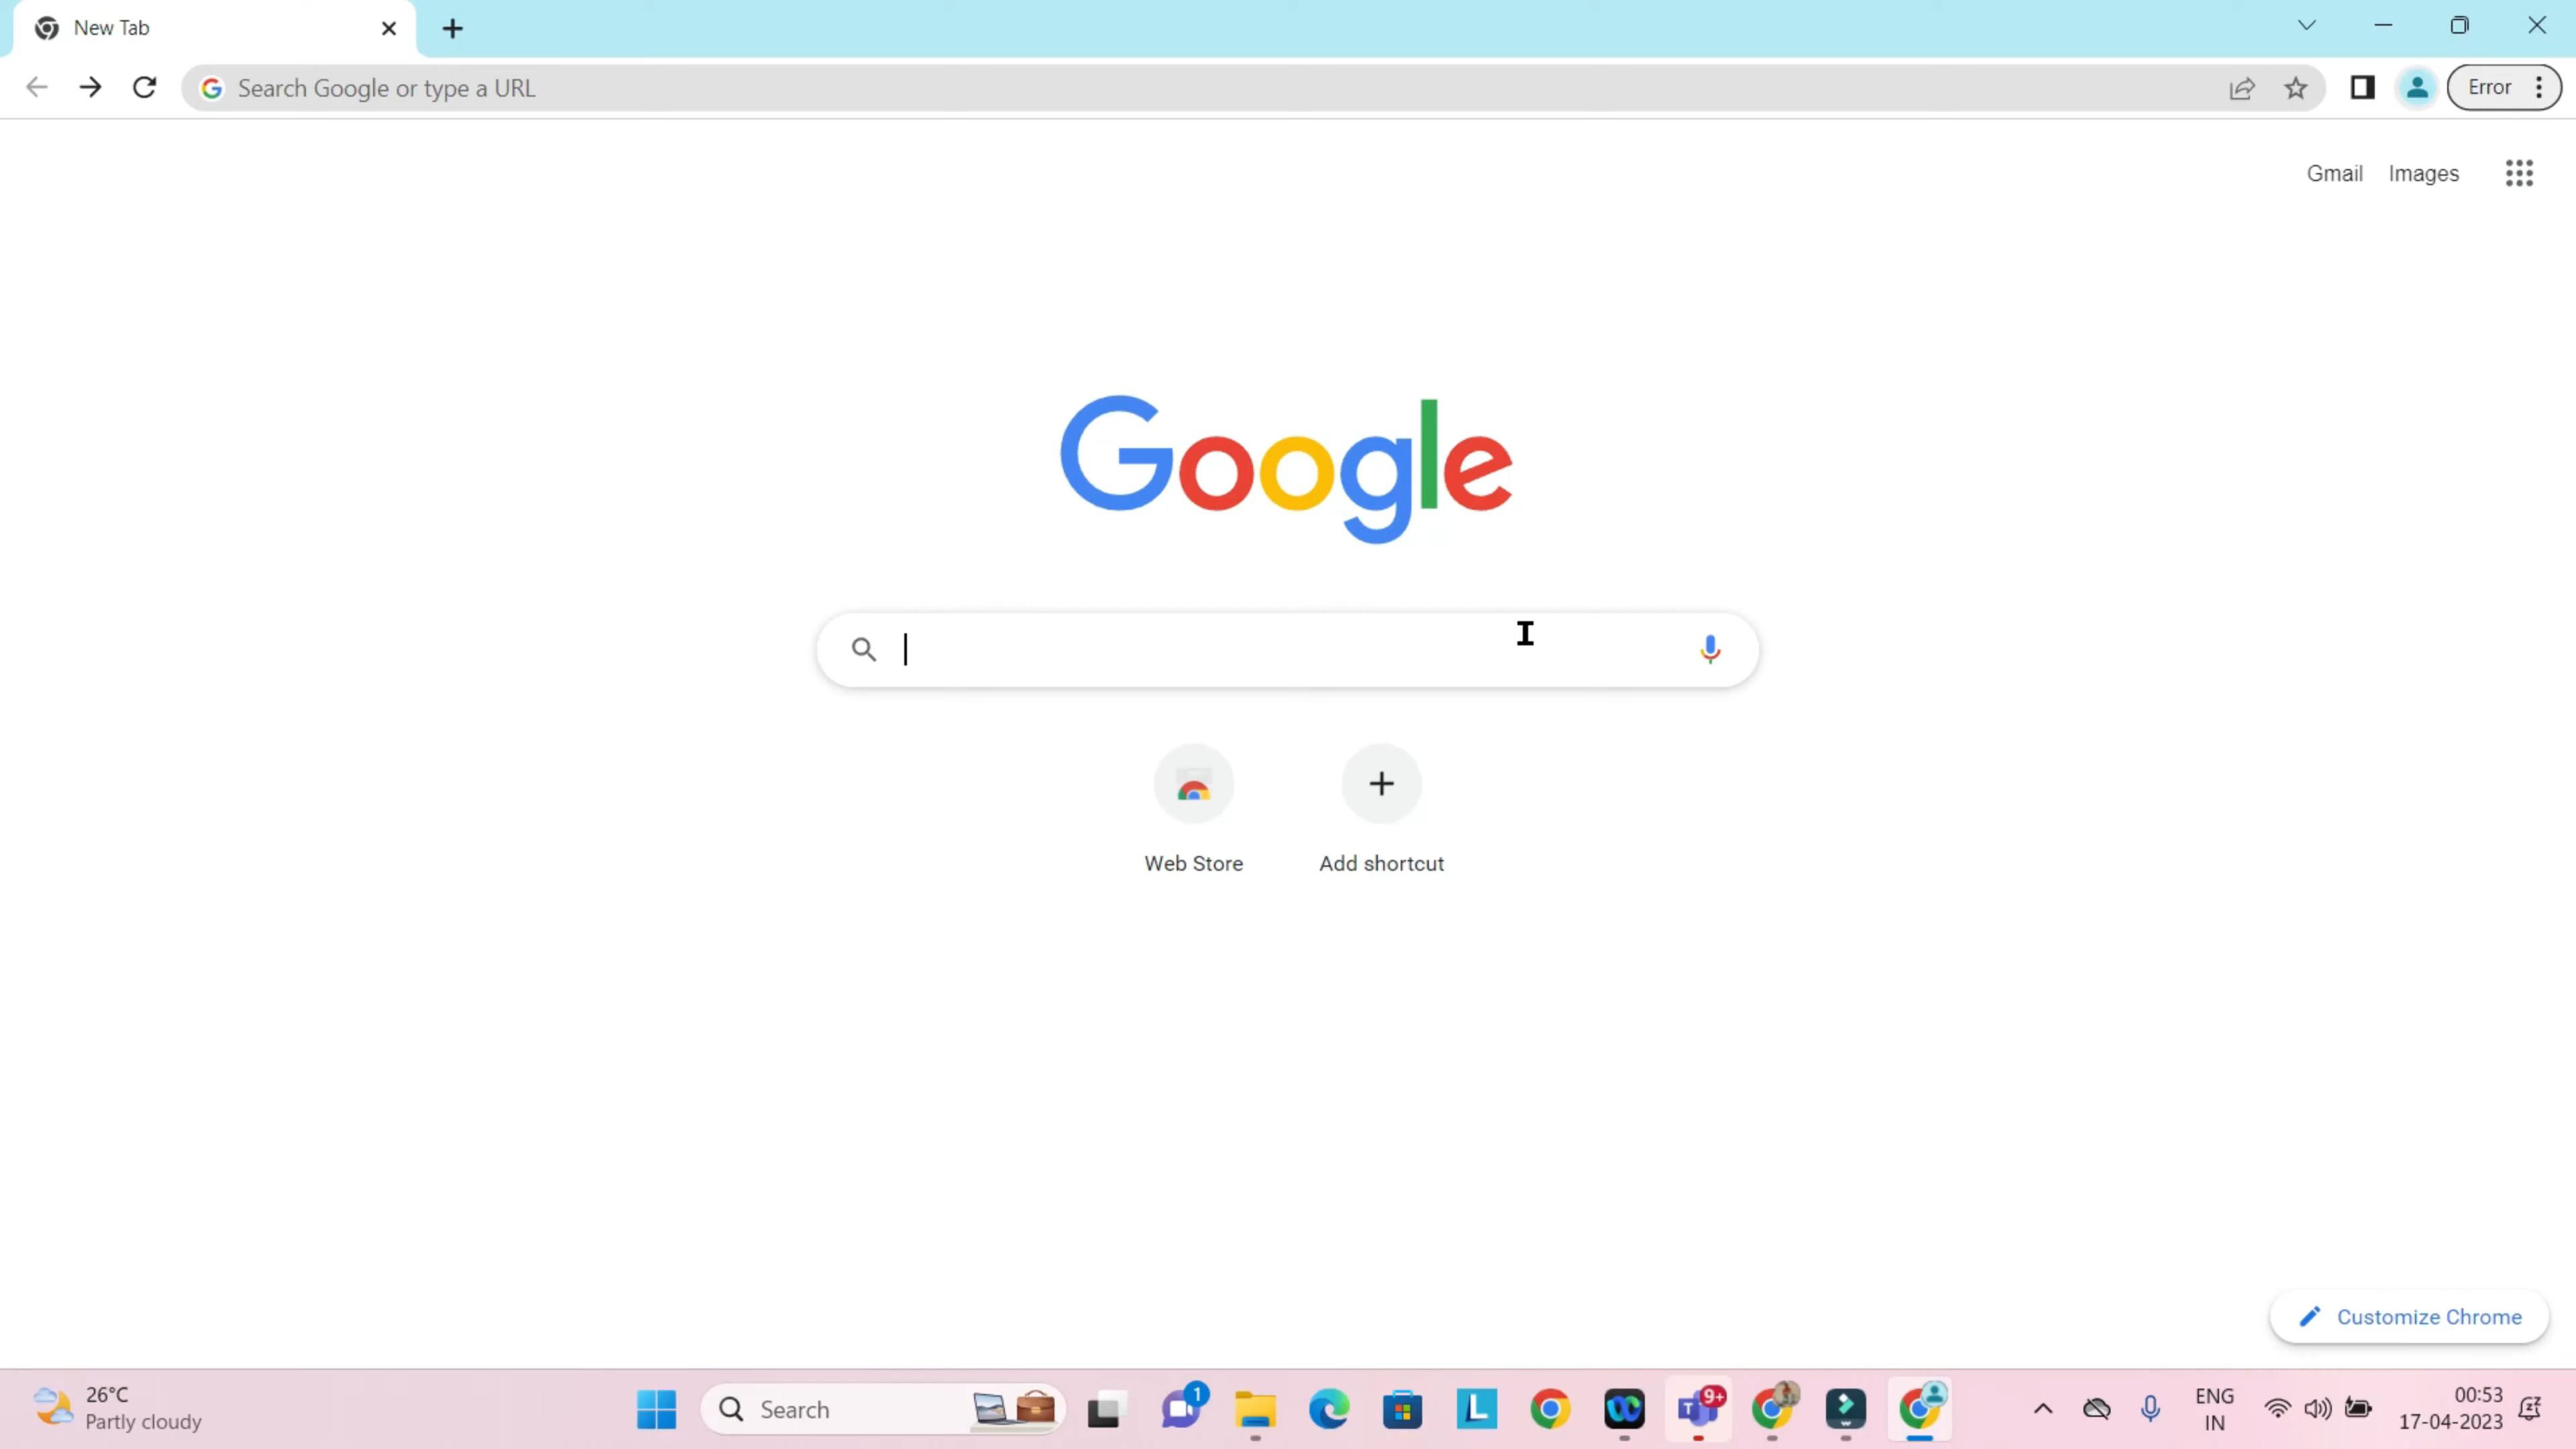 New Tab
Search Google or type a URL
Error
Gmail Images
Google
Web Store
Add shortcut
Customize Chrome
26°C
Partly cloudy
Search
1
L
T 9+
ENG
IN
00:53
17-04-2023